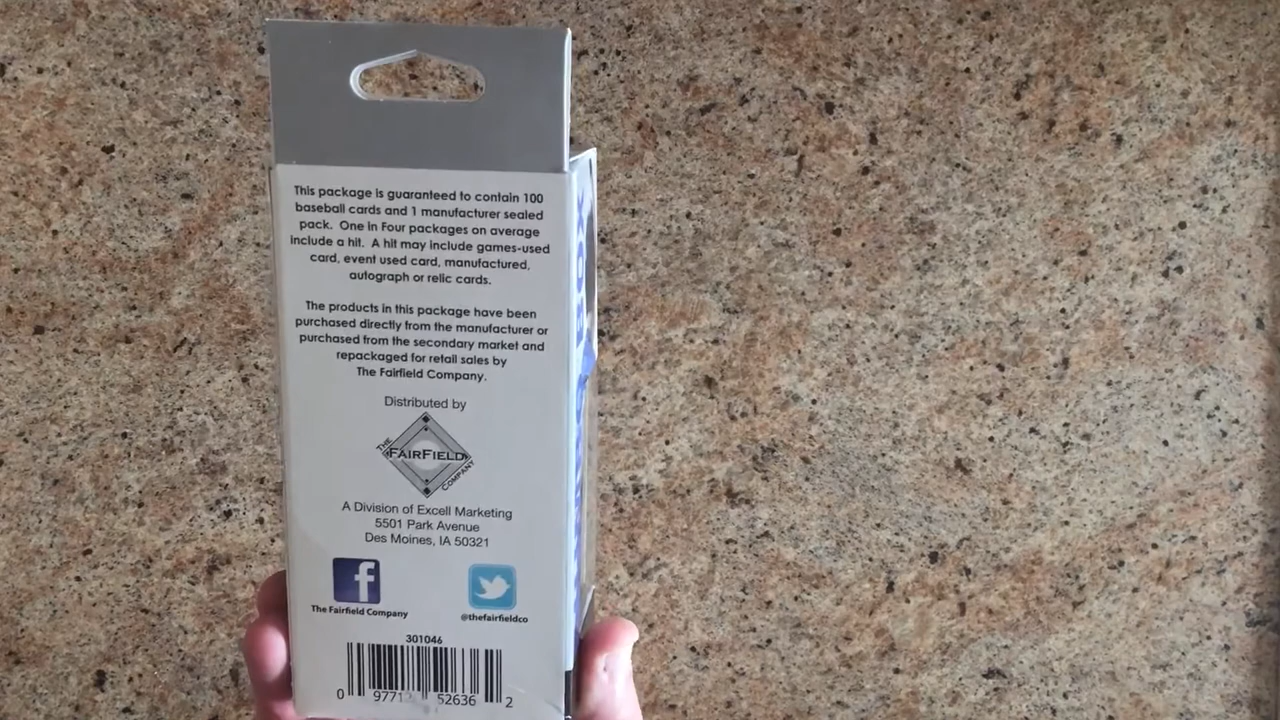 This package is guaranteed to contain 100
baseball cards and 1 manufacturer sealed
pack. One in Four packages on average
include a hit. A hit may include games-used
card, event used card, manufactured,
autograph or relic cards.
The products in this package have been
purchased directly from the manufacturer or
purchased from the secondary market and
repackaged for retail sales by
The Fairfield Company.
Distributed by
THE
FAIRFIELD
COMPANY
A Division of Excell Marketing
5501 Park Avenue
Des Moines, IA 50321
The Fairfield Company
@thefairfieldco
301046
0 9771 52636 2
BOX